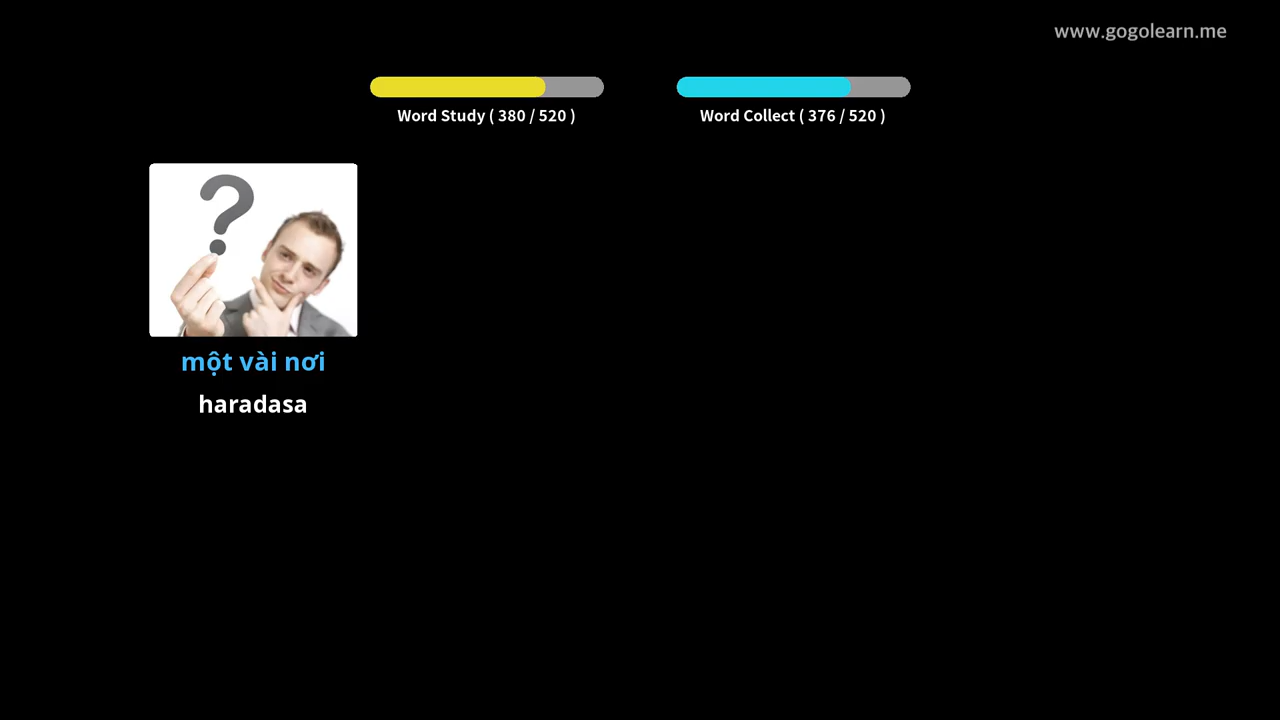 www.gogolearn.me
Word Study ( 380 / 520 )
Word Collect ( 376 / 520 )
?
một vài nơi
haradasa